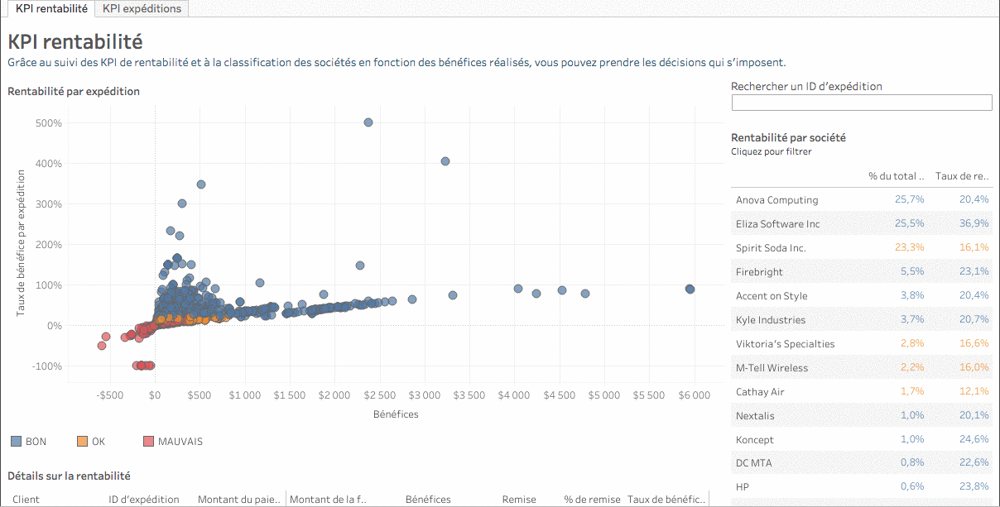 KPI rentabilité KPI expéditions
KPI rentabilité
Grâce au suivi des KPI de rentabilité et à la classification des sociétés en fonction des bénéfices réalisés, vous pouvez prendre les décisions qui s'imposent.
Rentabilité par expédition
Taux de bénéfice par expédition
500%
400%
300%
200%
100%
0%
-100%
-$500 $0 $500 $1 000 $1 500 $2 000 $2 500 $3 000 $3 500 $4 000 $4 500 $5 000 $5 500 $6 000
Bénéfices
BON OK MAUVAIS
Rechercher un ID d'expédition
Rentabilité par société
Cliquez pour filtrer
% du total .. Taux de re..
Anova Computing 25,7% 20,4%
Eliza Software Inc 25,5% 36,9%
Spirit Soda Inc. 23,3% 16,1%
Firebright 5,5% 23,1%
Accent on Style 3,8% 20,4%
Kyle Industries 3,7% 20,7%
Viktoria's Specialties 2,8% 16,6%
M-Tell Wireless 2,2% 16,0%
Cathay Air 1,7% 12,1%
Nextalis 1,0% 20,1%
Koncept 1,0% 24,6%
DC MTA 0,8% 22,6%
HP 0,6% 23,8%
Détails sur la rentabilité
Client ID d'expédition Montant du paie.. Montant de la f.. Bénéfices Remise % de remise Taux de bénéfic..